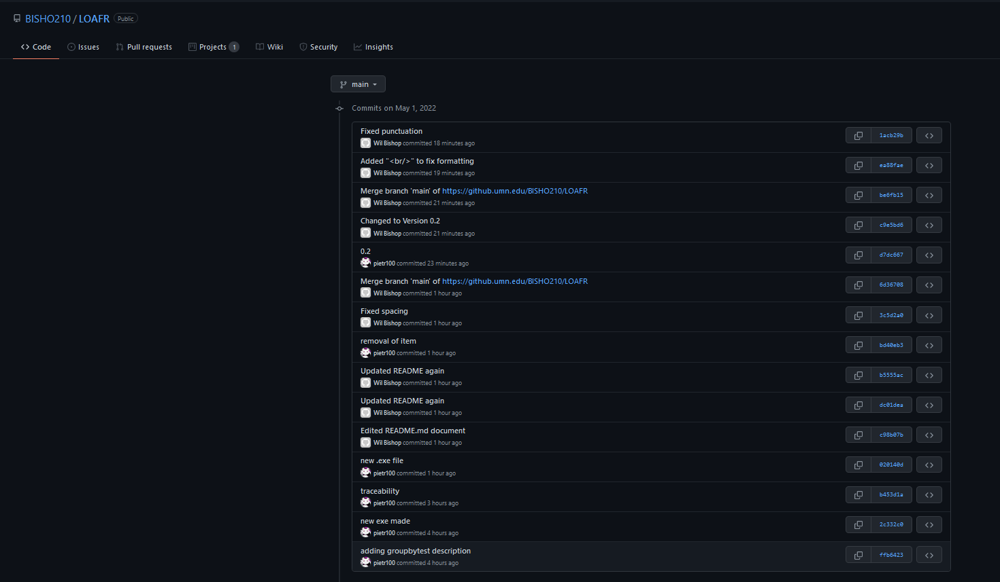 BISHO210 / LOAFR Public
Code Issues Pull requests Projects 1 Wiki Security Insights
main
Commits on May 1, 2022
Fixed punctuation
1acb29b
Wil Bishop committed 18 minutes ago
Added "<br/>" to fix formatting
ea88fae
Wil Bishop committed 19 minutes ago
Merge branch 'main' of https://github.umn.edu/BISHO210/LOAFR
be6fb15
Wil Bishop committed 21 minutes ago
Changed to Version 0.2
c9e5bd6
Wil Bishop committed 21 minutes ago
0.2
d7dc667
pietr100 committed 23 minutes ago
Merge branch 'main' of https://github.umn.edu/BISHO210/LOAFR
6d36708
Wil Bishop committed 1 hour ago
Fixed spacing
3c5d2a0
Wil Bishop committed 1 hour ago
removal of item
bd40eb3
pietr100 committed 1 hour ago
Updated README again
b5555ac
Wil Bishop committed 1 hour ago
Updated README again
dc01dea
Wil Bishop committed 1 hour ago
Edited README.md document
c98b07b
Wil Bishop committed 1 hour ago
new .exe file
020140d
pietr100 committed 1 hour ago
traceability
b453d1a
pietr100 committed 3 hours ago
new exe made
2c332c0
pietr100 committed 4 hours ago
adding groupbytest description
ffb6423
pietr100 committed 4 hours ago